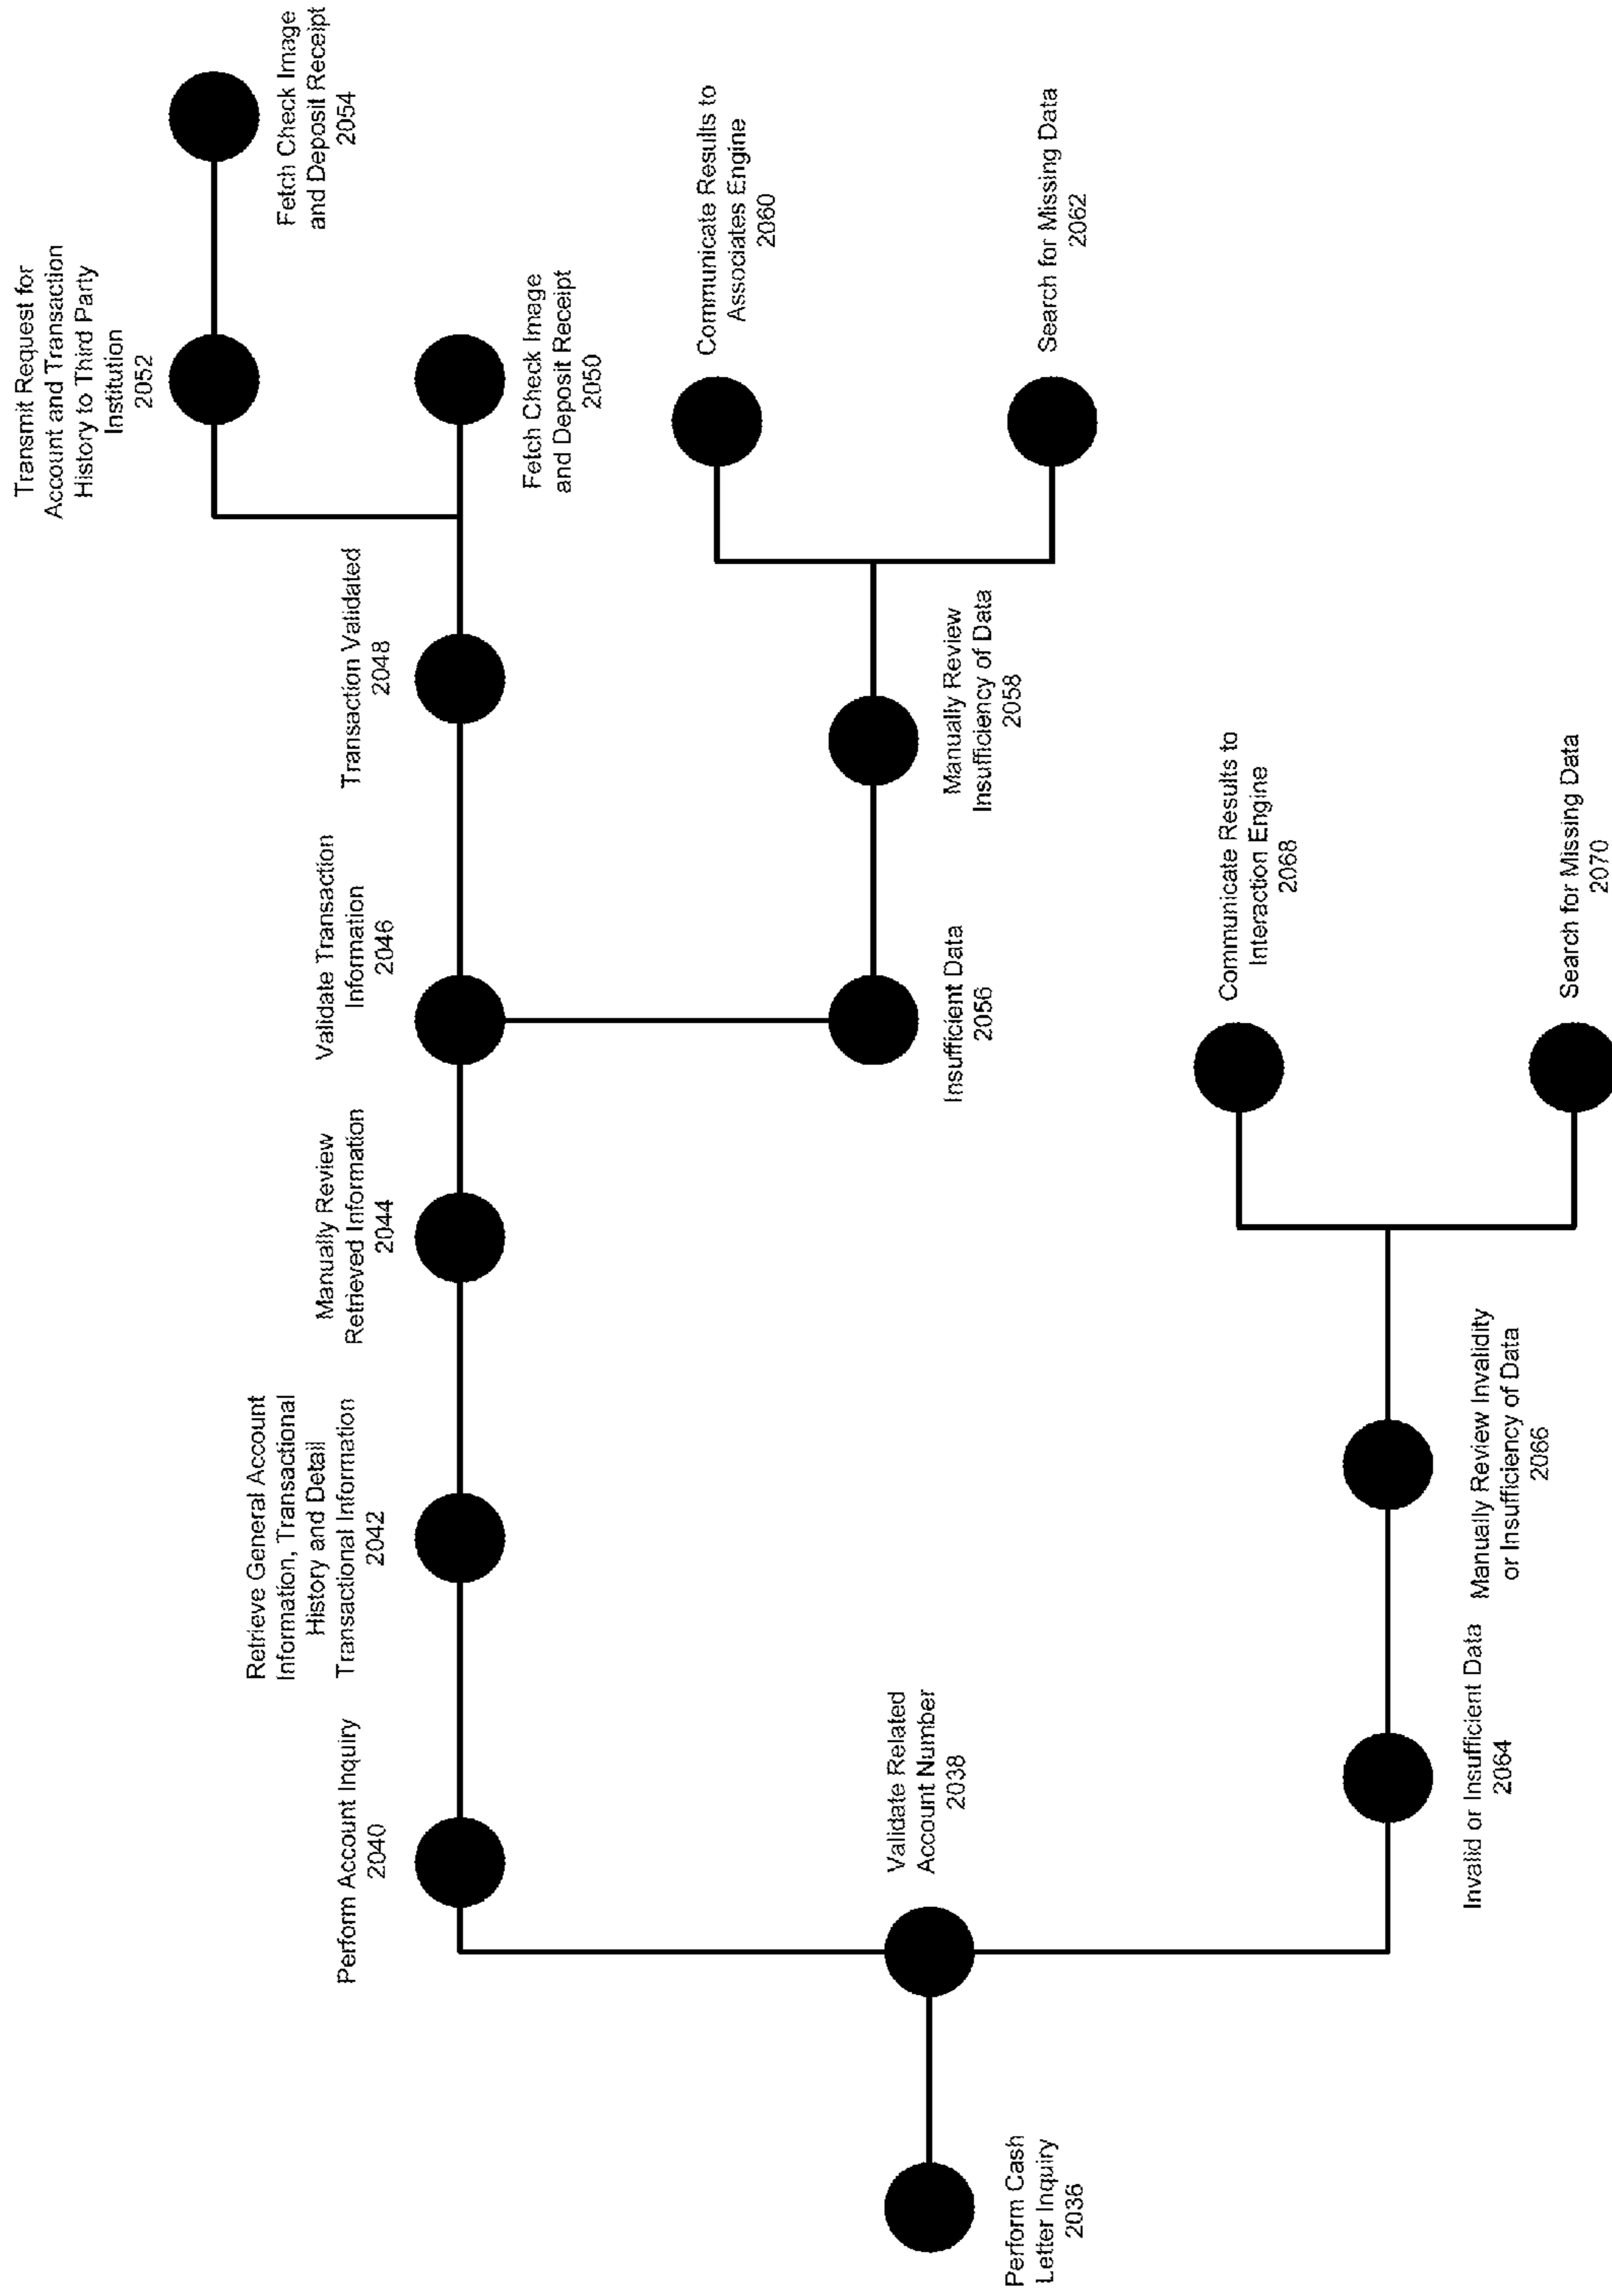 Perform Cash
Letter Inquiry
2036
Validate Related
Account Number
2038
Perform Account Inquiry
2040
Retrieve General Account
Information, Transactional
History and Detail
Transactional Information
2042
Manually Review
Retrieved Information
2044
Validate Transaction
Information
2046
Transaction Validated
2048
Fetch Check Image
and Deposit Receipt
2050
Transmit Request for
Account and Transaction
History to Third Party
Institution
2052
Fetch Check Image
and Deposit Receipt
2054
Insufficient Data
2056
Manually Review
Insufficiency of Data
2058
Communicate Results to
Associates Engine
2060
Search for Missing Data
2062
Invalid or Insufficient Data
2064
Manually Review Invalidity
or Insufficiency of Data
2066
Communicate Results to
Interaction Engine
2068
Search for Missing Data
2070